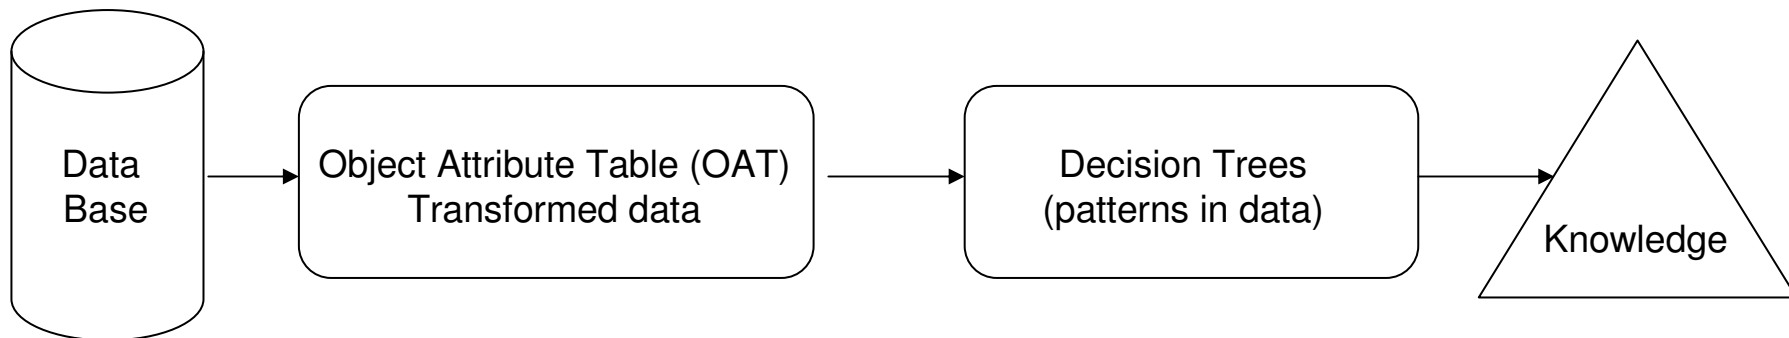 Data
Base
Object Attribute Table (OAT)
Transformed data
Decision Trees
(patterns in data)
Knowledge